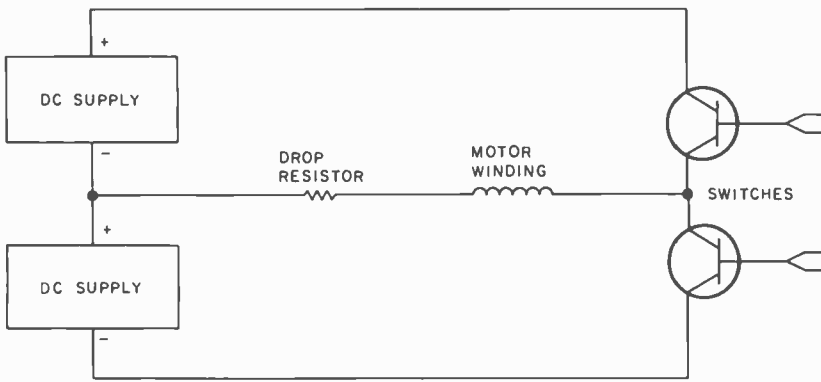 +
DC SUPPLY
−
DROP
RESISTOR
MOTOR
WINDING
SWITCHES
+
DC SUPPLY
−